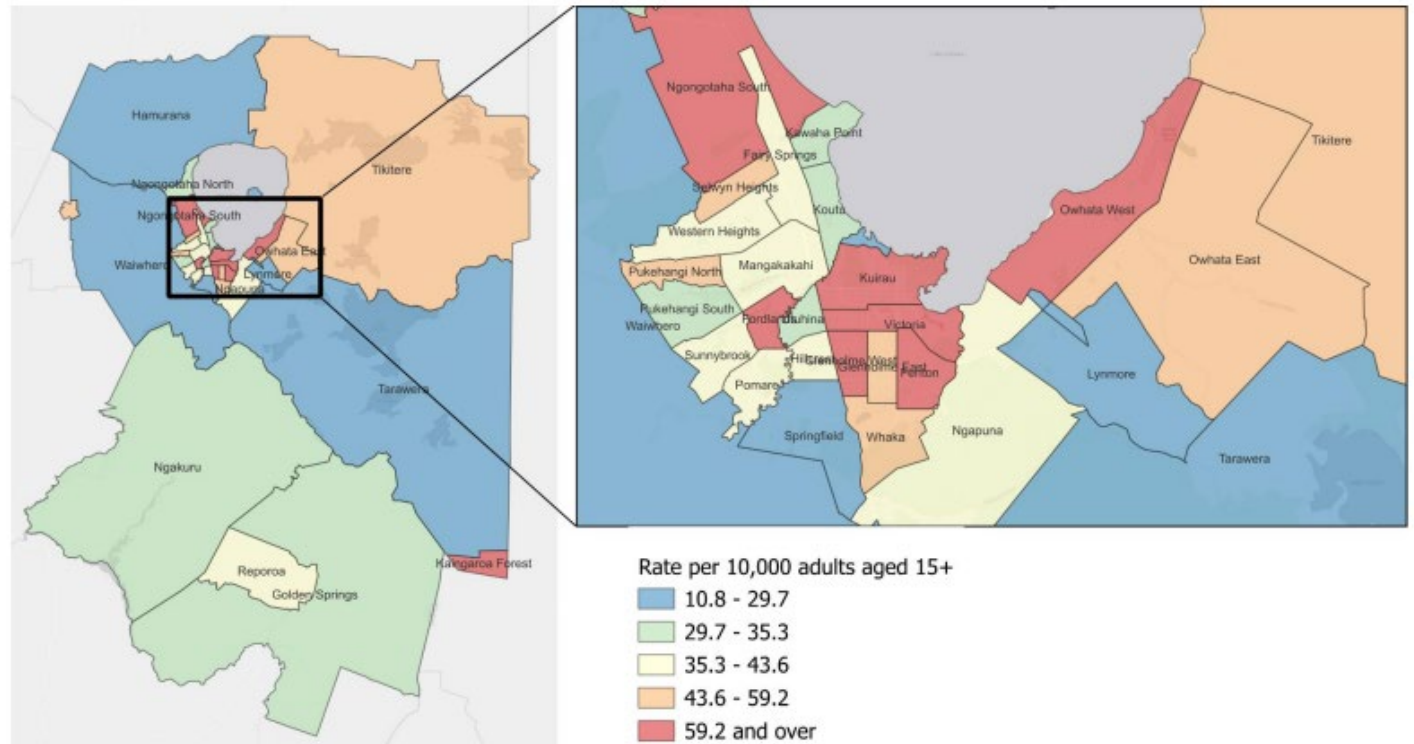 Hamurana
Tikitere
Ngongotaha North
Ngongotaha South
Owhata East
Waiwhero
Lynmore
Ngapuna
Tarawera
Ngakuru
Reporoa
Golden Springs
Kaingaroa Forest
Ngongotaha South
Kawaha Point
Fairy Springs
Tikitere
Selwyn Heights
Koutu
Owhata West
Western Heights
Mangakakahi
Pukehangi North
Kuirau
Owhata East
Pukehangi South
Waiwhero
Fordlands
Utuhina
Victoria
Sunnybrook
Hillcrest
Glenholme West
Glenholme East
Fenton
Lynmore
Pomare
Springfield
Whaka
Ngapuna
Tarawera
Rate per 10,000 adults aged 15+
10.8 - 29.7
29.7 - 35.3
35.3 - 43.6
43.6 - 59.2
59.2 and over